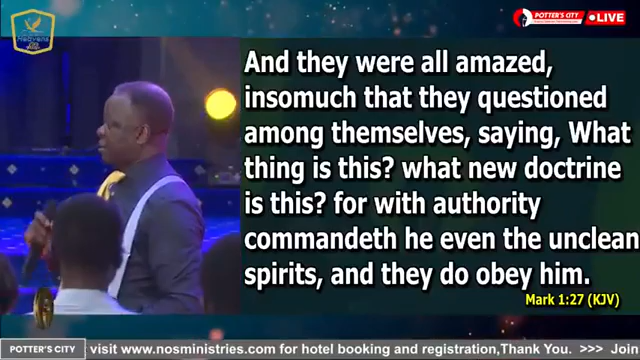 POTTER'S CITY
LIVE
And they were all amazed,
insomuch that they questioned
among themselves, saying, What
thing is this? what new doctrine
is this? for with authority
commandeth he even the unclean
spirits, and they do obey him.
Mark 1:27 (KJV)
POTTER'S CITY
visit www.nosministries.com for hotel booking and registration,Thank You. >>> Join